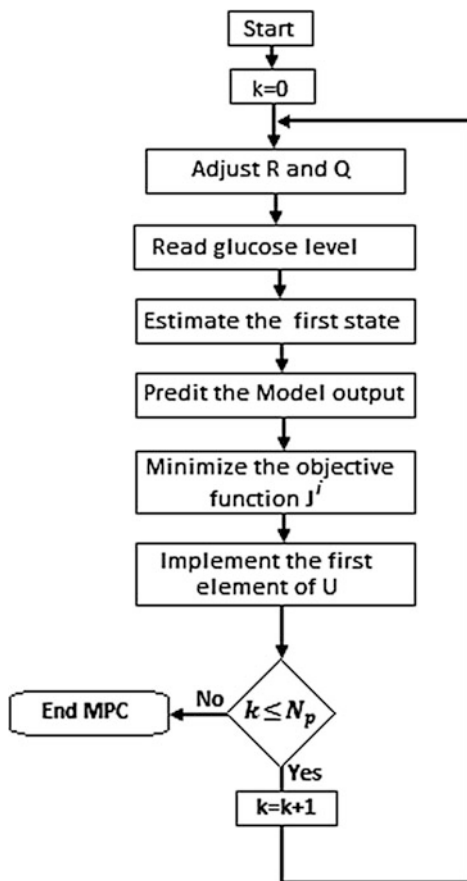 Start
k=0
Adjust R and Q
Read glucose level
Estimate the first state
Predit the Model output
Minimize the objective
function J^i
Implement the first
element of U
k ≤ N_p
No
End MPC
Yes
k=k+1